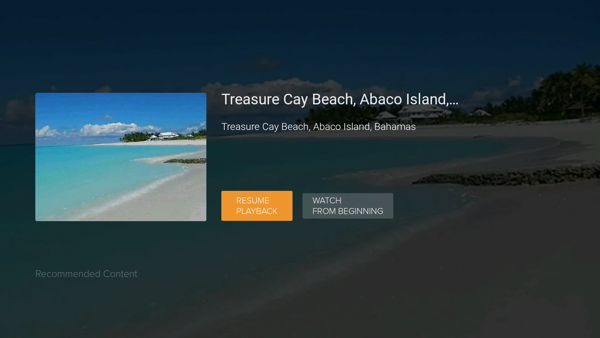 Treasure Cay Beach, Abaco Island,...
Treasure Cay Beach, Abaco Island, Bahamas
RESUME
PLAYBACK
WATCH
FROM BEGINNING
Recommended Content